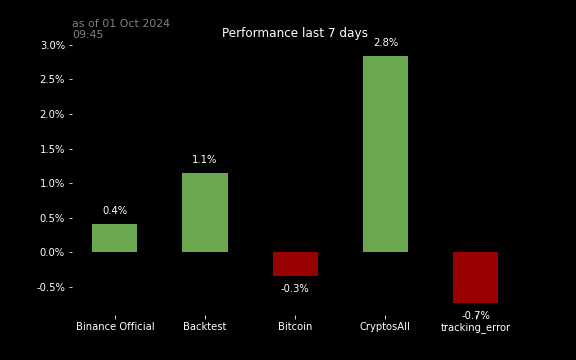 as of 01 Oct 2024
09:45
Performance last 7 days
3.0%
2.5%
2.0%
1.5%
1.0%
0.5%
0.0%
-0.5%
0.4%
1.1%
-0.3%
2.8%
-0.7%
Binance Official
Backtest
Bitcoin
CryptosAll
tracking_error